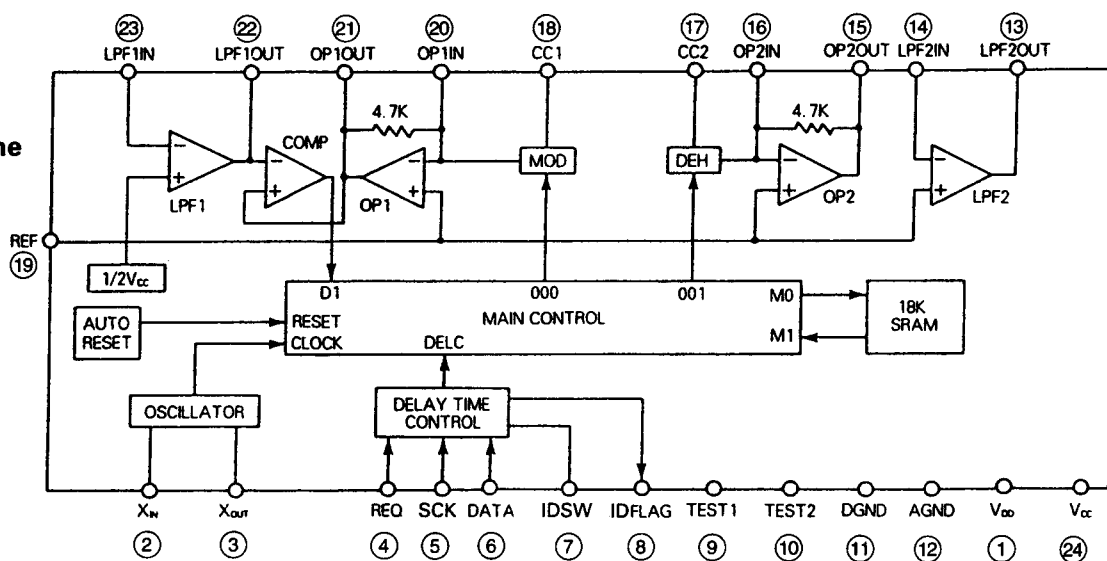 23 22 21 20 18 17 16 15 14 13
LPF1IN LPF1OUT OP1OUT OP1IN CC1 CC2 OP2IN OP2OUT LPF2IN LPF2OUT
4.7K 4.7K
COMP
ne
MOD DEH
LPF1 OP1 OP2 LPF2
REF
19
1/2Vcc
D1 000 001 M0
AUTO RESET MAIN CONTROL 18K
RESET CLOCK DELC M1 SRAM
OSCILLATOR DELAY TIME
CONTROL
XIN XOUT REQ SCK DATA IDSW IDFLAG TEST1 TEST2 DGND AGND VDD VCC
2 3 4 5 6 7 8 9 10 11 12 1 24